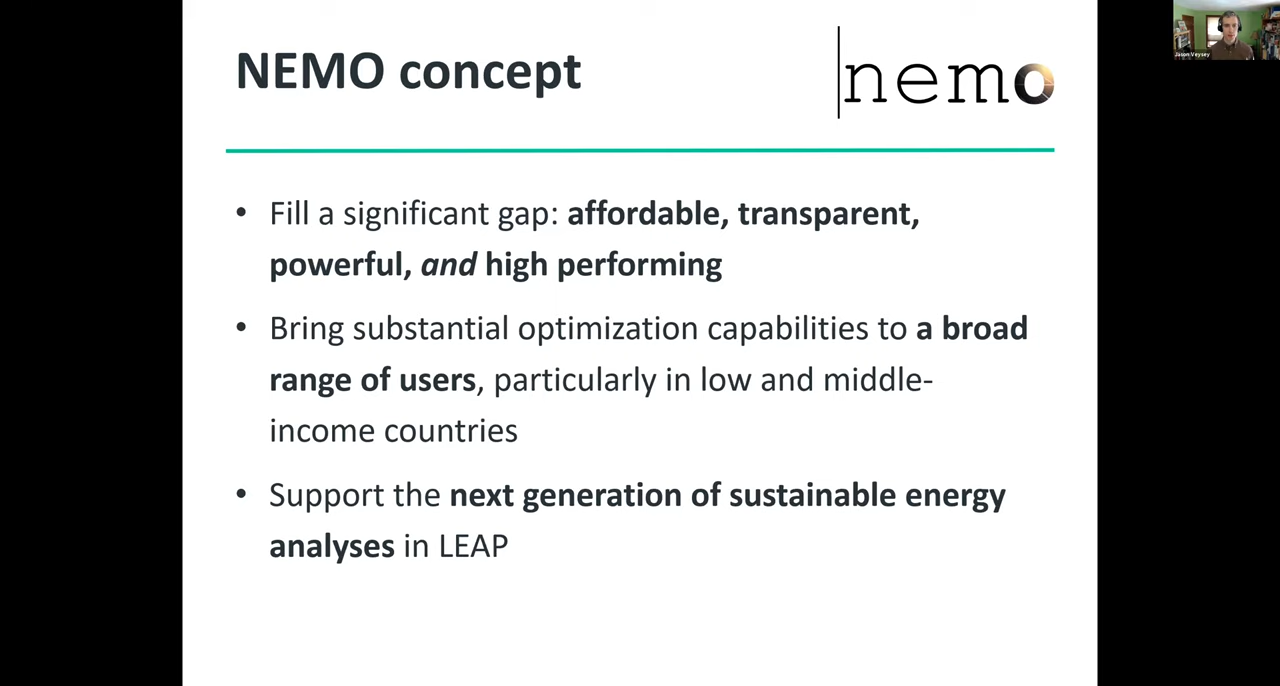 NEMO concept
nemo
Jason Veysey
• Fill a significant gap: affordable, transparent,
powerful, and high performing
• Bring substantial optimization capabilities to a broad
range of users, particularly in low and middle-
income countries
• Support the next generation of sustainable energy
analyses in LEAP